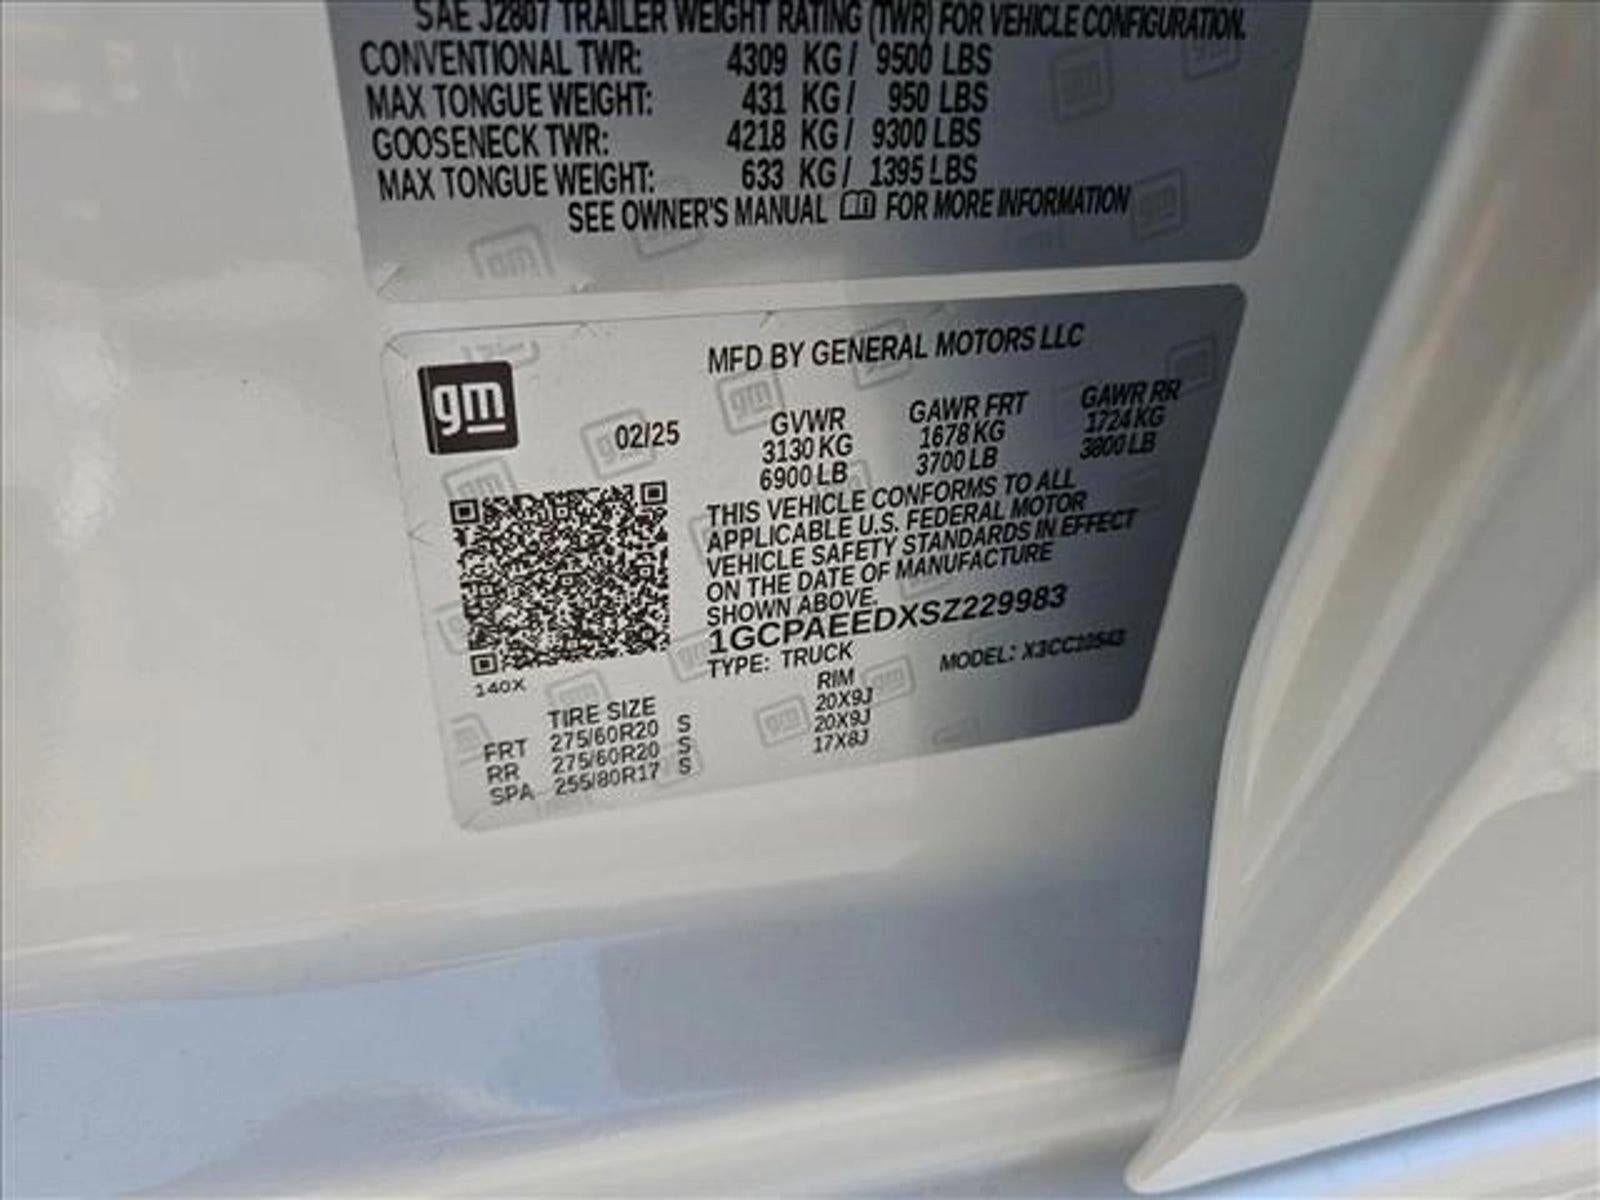 SAE J2807 TRAILER WEIGHT RATING (TWR) FOR VEHICLE CONFIGURATION.
CONVENTIONAL TWR: 4309 KG / 9500 LBS
MAX TONGUE WEIGHT: 431 KG / 950 LBS
GOOSENECK TWR: 4218 KG / 9300 LBS
MAX TONGUE WEIGHT: 633 KG / 1395 LBS
SEE OWNER'S MANUAL FOR MORE INFORMATION
gm
MFD BY GENERAL MOTORS LLC
02/25
GVWR GAWR FRT GAWR RR
3130 KG 1678 KG 1724 KG
6900 LB 3700 LB 3800 LB
THIS VEHICLE CONFORMS TO ALL
APPLICABLE U.S. FEDERAL MOTOR
VEHICLE SAFETY STANDARDS IN EFFECT
ON THE DATE OF MANUFACTURE
SHOWN ABOVE.
1GCPAEEDXSZ229983
TYPE: TRUCK MODEL: X3CC10543
140X
TIRE SIZE RIM
FRT 275/60R20 S 20X9J
RR 275/60R20 S 20X9J
SPA 255/80R17 S 17X8J